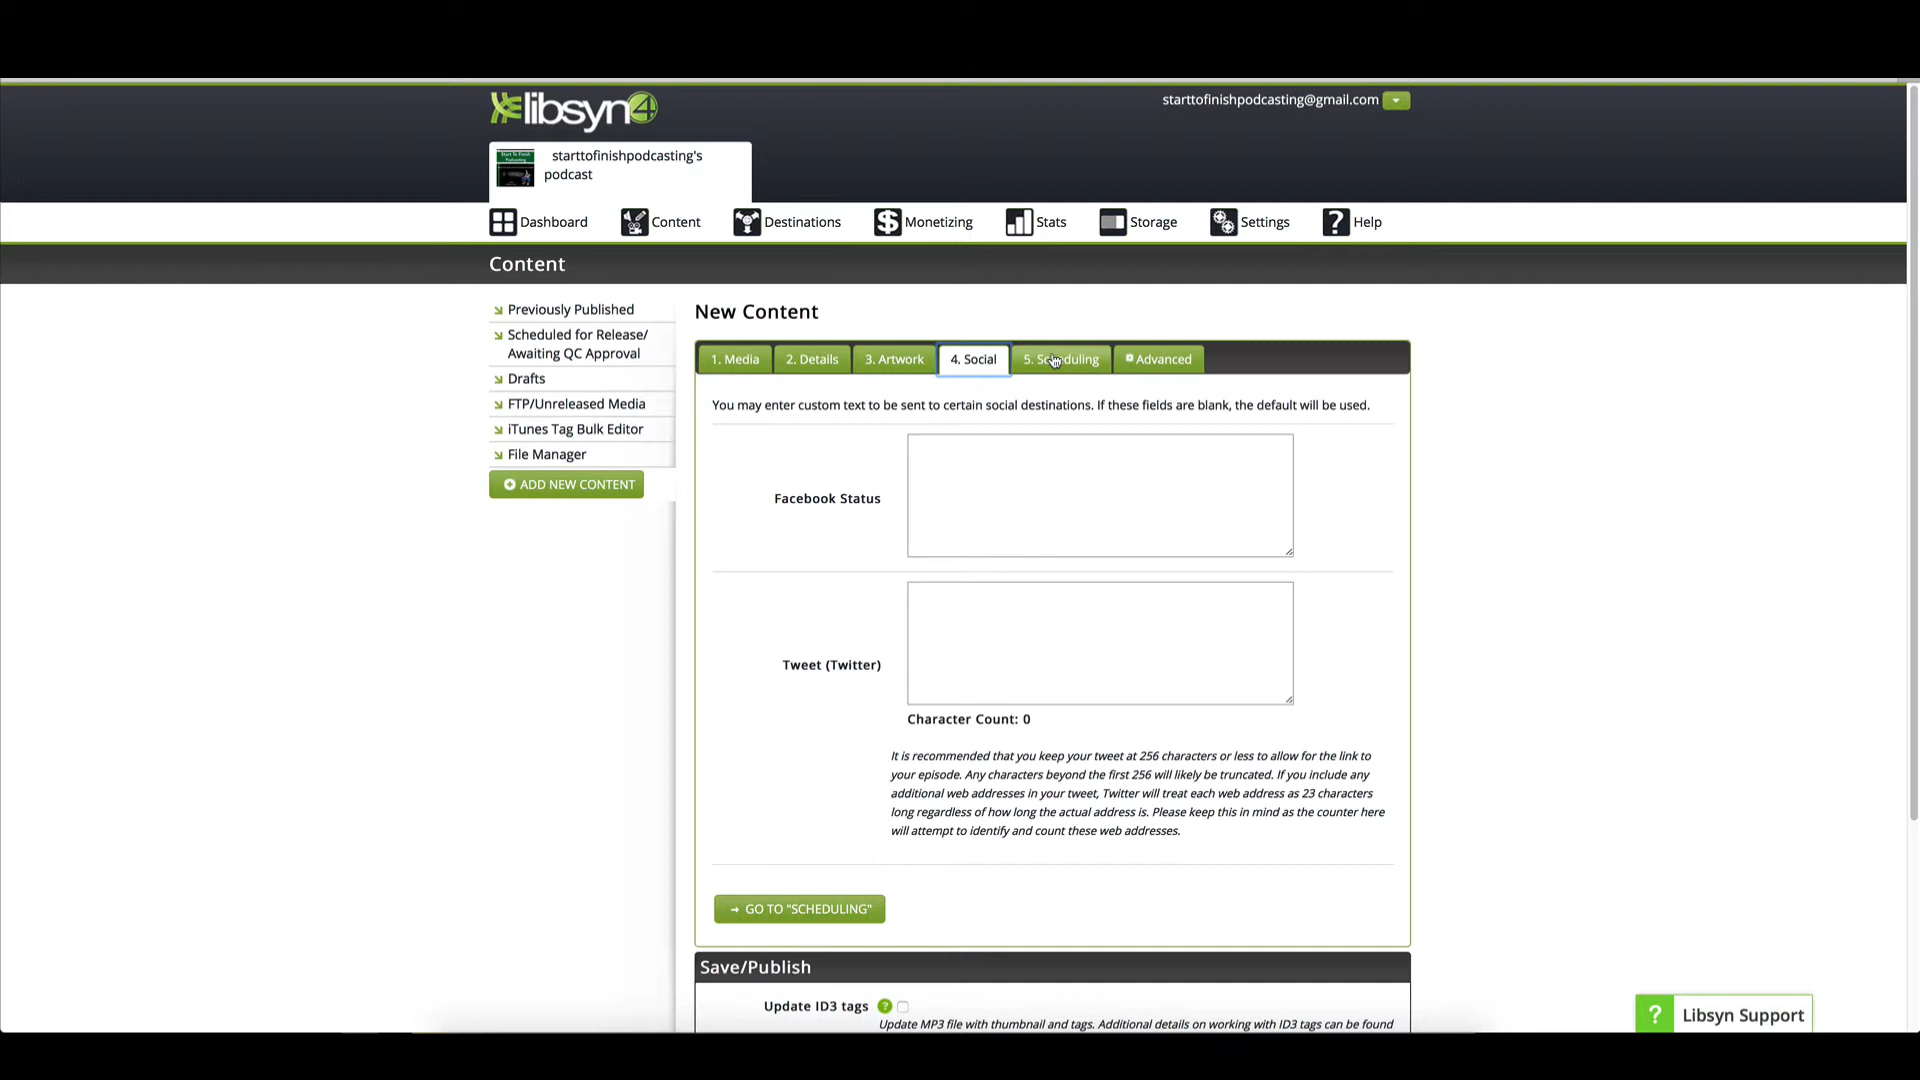 libsyn4
starttofinishpodcasting@gmail.com
Start To Finish
Podcasting
starttofinishpodcasting's
podcast
Dashboard
Content
Destinations
Monetizing
Stats
Storage
Settings
Help
Content
Previously Published
Scheduled for Release/
Awaiting QC Approval
Drafts
FTP/Unreleased Media
iTunes Tag Bulk Editor
File Manager
ADD NEW CONTENT
New Content
1. Media
2. Details
3. Artwork
4. Social
5. Scheduling
Advanced
You may enter custom text to be sent to certain social destinations. If these fields are blank, the default will be used.
Facebook Status
Tweet (Twitter)
Character Count: 0
It is recommended that you keep your tweet at 256 characters or less to allow for the link to
your episode. Any characters beyond the first 256 will likely be truncated. If you include any
additional web addresses in your tweet, Twitter will treat each web address as 23 characters
long regardless of how long the actual address is. Please keep this in mind as the counter here
will attempt to identify and count these web addresses.
→ GO TO "SCHEDULING"
Save/Publish
Update ID3 tags ?
Update MP3 file with thumbnail and tags. Additional details on working with ID3 tags can be found
? Libsyn Support